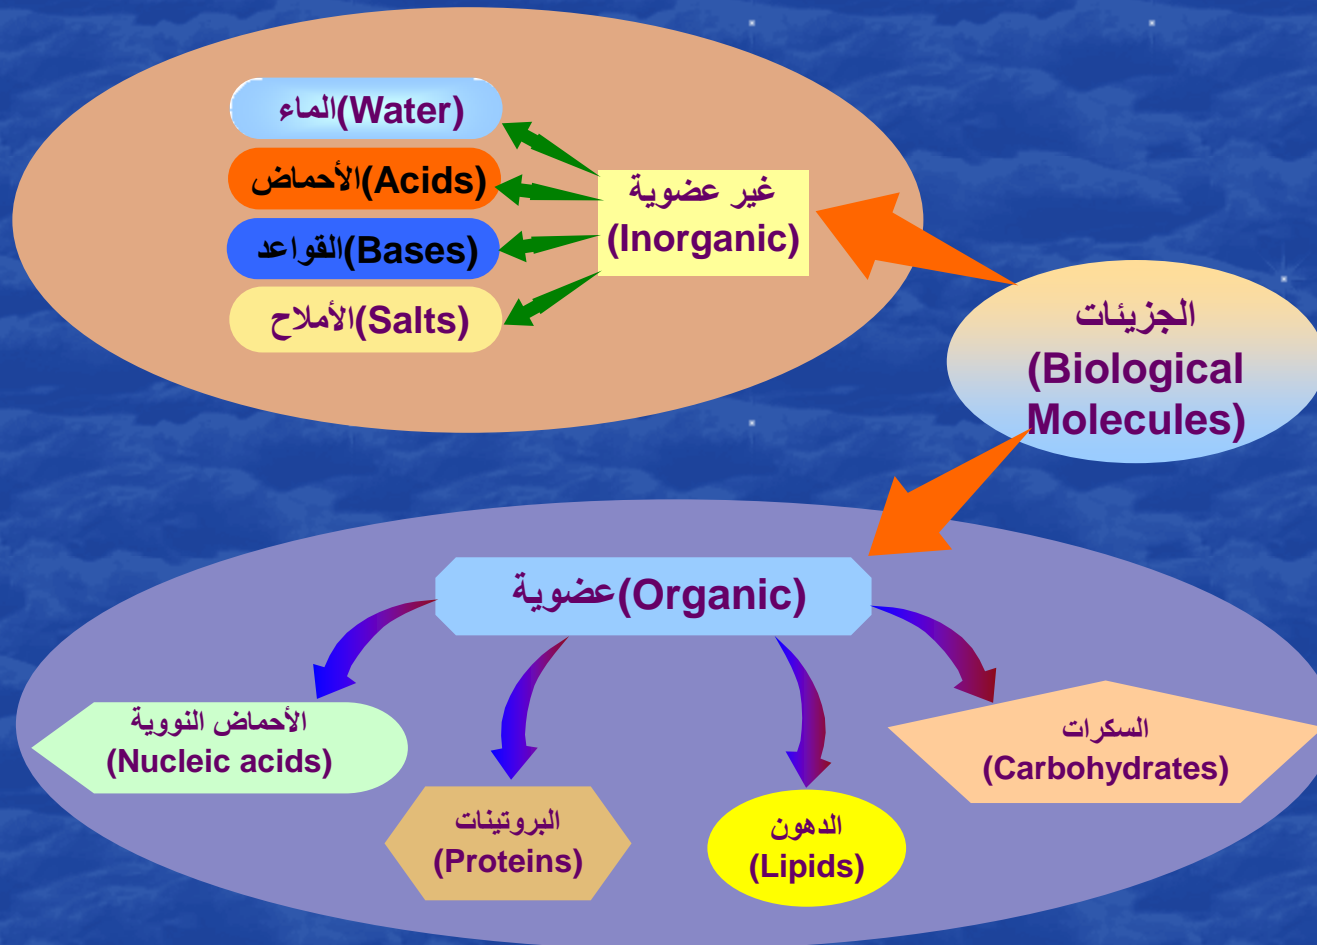 الماء(Water)
الأحماض(Acids)
القواعد(Bases)
الأملاح(Salts)
غير عضوية
(Inorganic)
الجزيئات
(Biological
Molecules)
عضوية(Organic)
الأحماض النووية
(Nucleic acids)
البروتينات
(Proteins)
الدهون
(Lipids)
السكرات
(Carbohydrates)